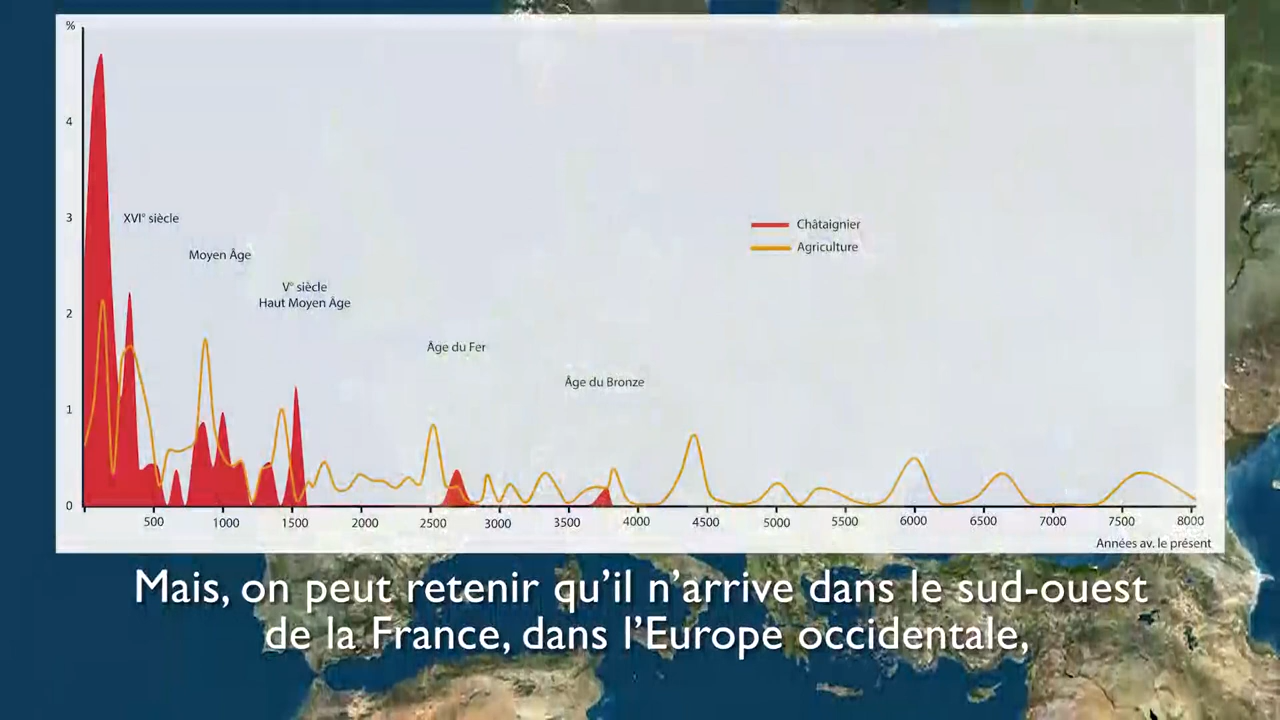 %
4
3
2
1
0
XVI° siècle
Moyen Âge
V° siècle
Haut Moyen Âge
Âge du Fer
Âge du Bronze
Châtaignier
Agriculture
500 1000 1500 2000 2500 3000 3500 4000 4500 5000 5500 6000 6500 7000 7500 8000
Années av. le présent
Mais, on peut retenir qu’il n’arrive dans le sud-ouest
de la France, dans l’Europe occidentale,